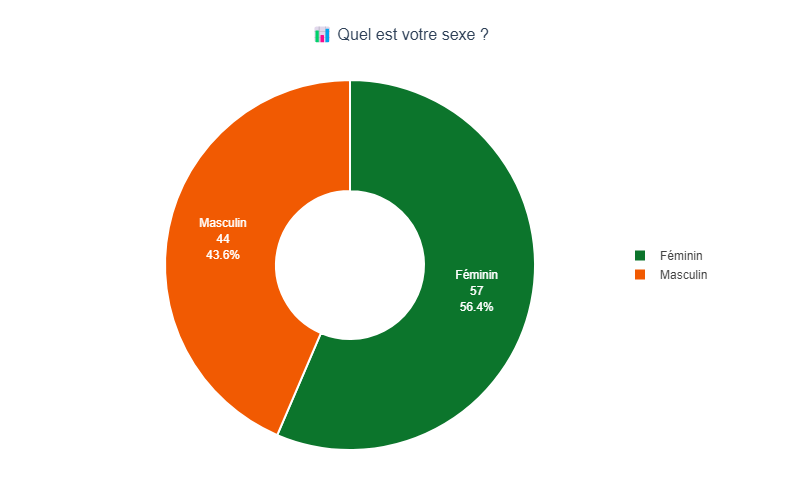 📊 Quel est votre sexe ?
Masculin
44
43.6%
Féminin
57
56.4%
Féminin
Masculin